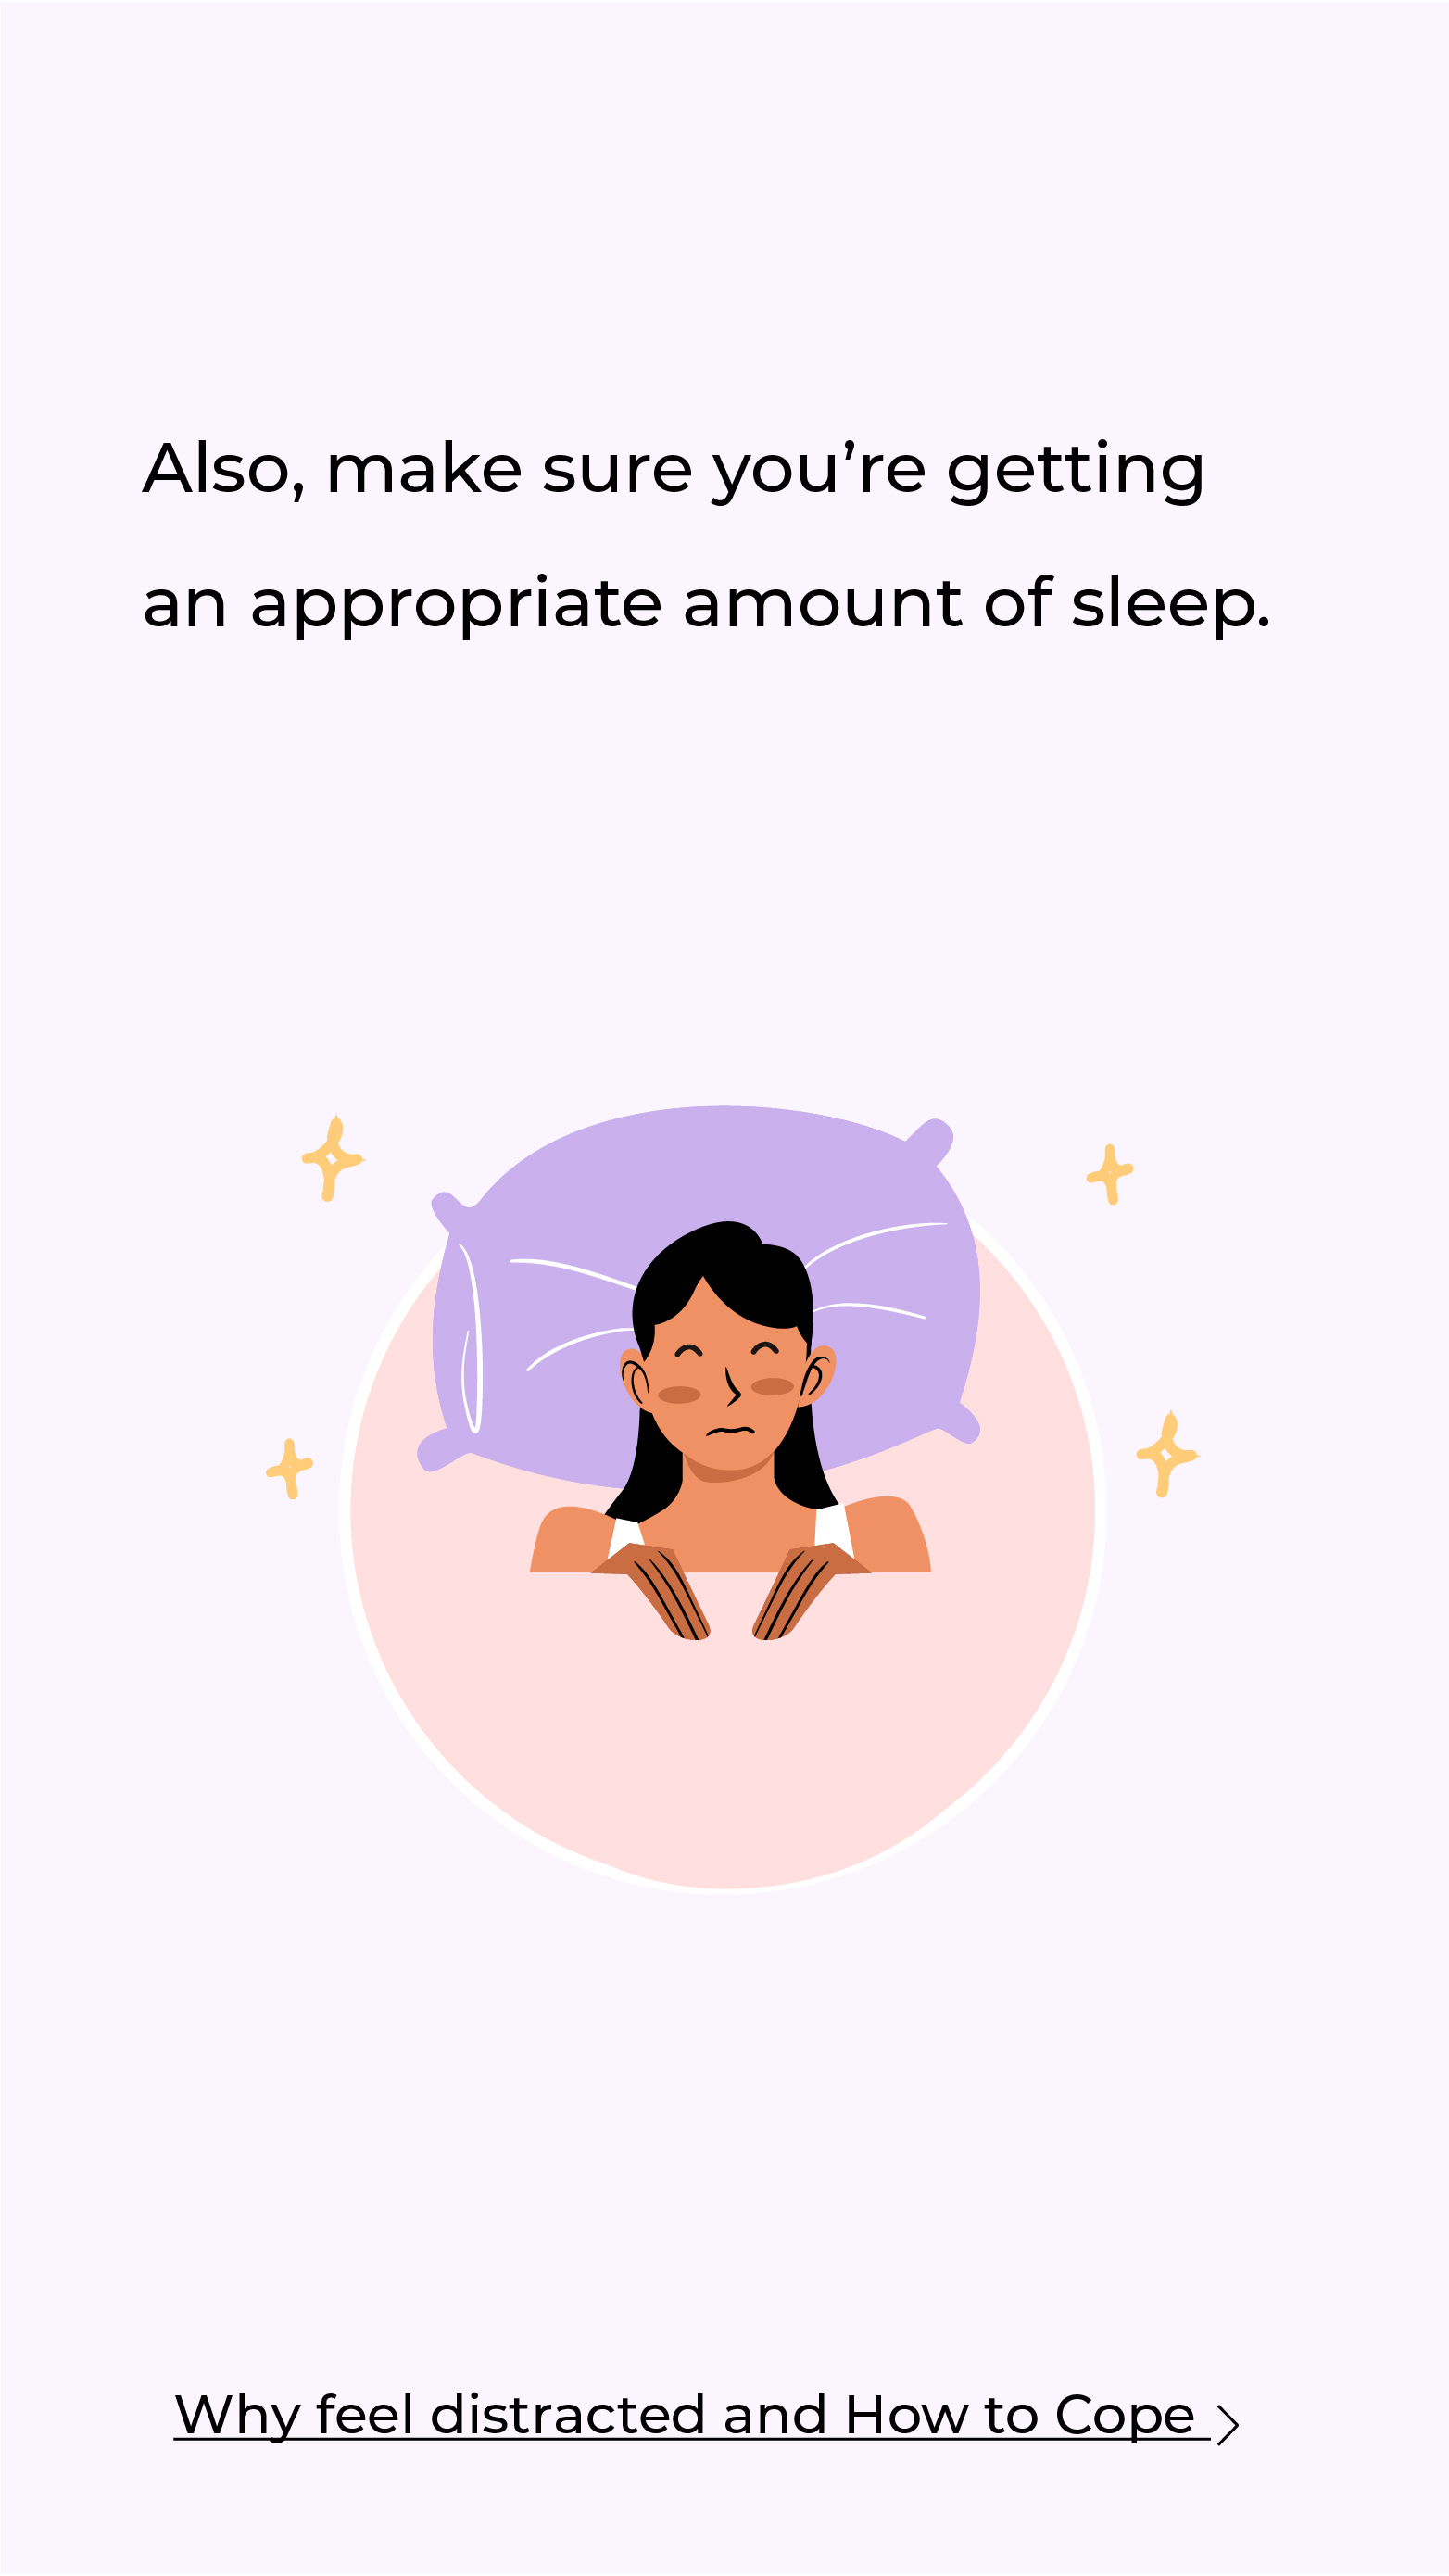 Also, make sure you’re getting
an appropriate amount of sleep.
Why feel distracted and How to Cope